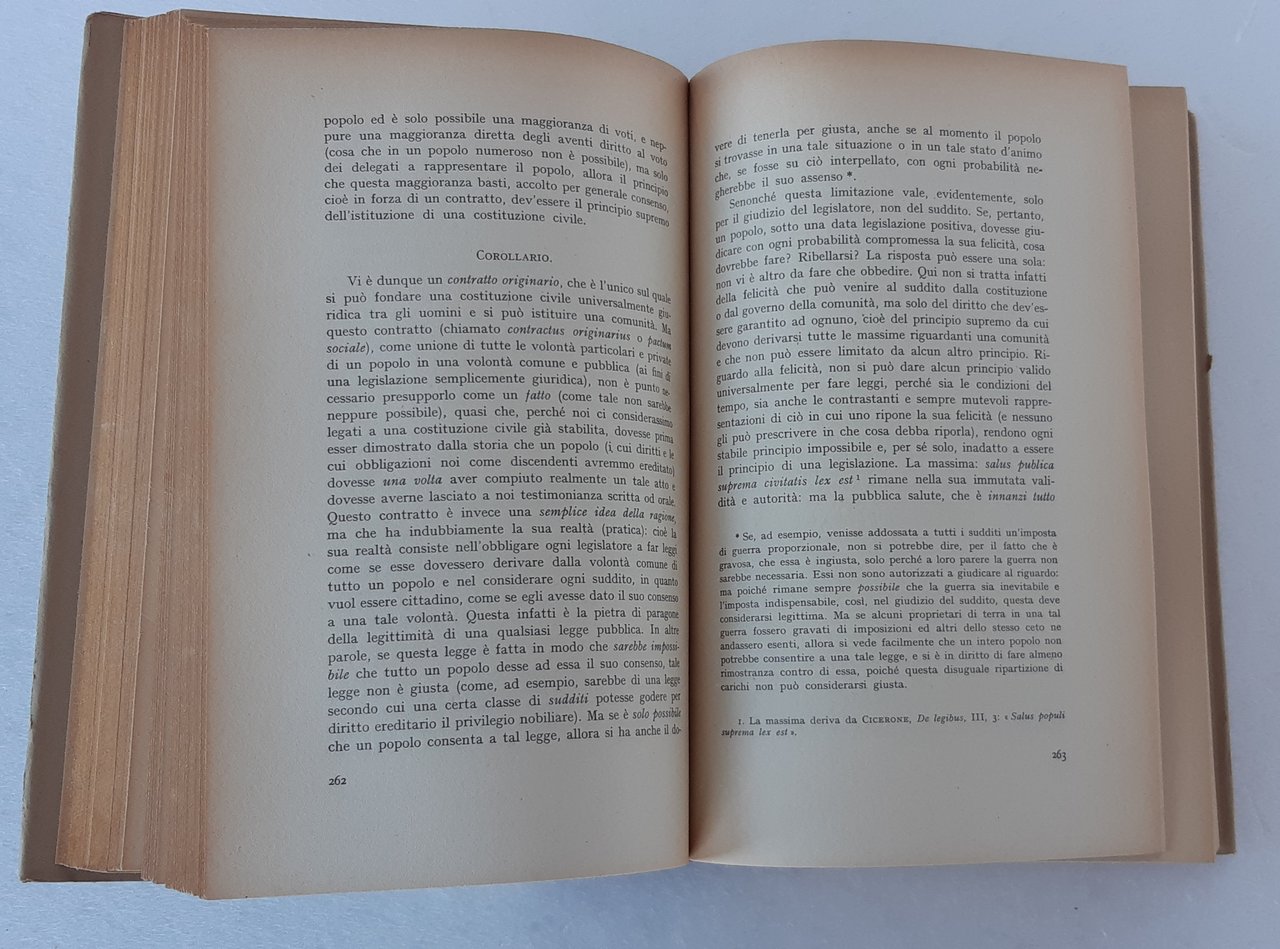 popolo ed è solo possibile una maggioranza di voti, e nep-
pure una maggioranza diretta degli aventi diritto al voto
(cosa che in un popolo numeroso non è possibile), ma solo
dei delegati a rappresentare il popolo, allora il principio
che questa maggioranza basti, accolto per generale consenso,
cioè in forza di un contratto, dev'essere il principio supremo
dell'istituzione di una costituzione civile.
COROLLARIO.
Vi è dunque un contratto originario, che è l'unico sul quale
si può fondare una costituzione civile universalmente giu-
ridica tra gli uomini e si può istituire una comunità. Ma
questo contratto (chiamato contractus originarius o pactum
sociale), come unione di tutte le volontà particolari e private
di un popolo in una volontà comune e pubblica (ai fini di
una legislazione semplicemente giuridica), non è punto ne-
cessario presupporlo come un fatto (come tale non sarebbe
neppure possibile), quasi che, perché noi ci considerassimo
legati a una costituzione civile già stabilita, dovesse prima
esser dimostrato dalla storia che un popolo (i cui diritti e le
cui obbligazioni noi come discendenti avremmo ereditato)
dovesse una volta aver compiuto realmente un tale atto e
dovesse averne lasciato a noi testimonianza scritta od orale.
Questo contratto è invece una semplice idea della ragione,
ma che ha indubbiamente la sua realtà (pratica): cioè la
sua realtà consiste nell'obbligare ogni legislatore a far leggi
come se esse dovessero derivare dalla volontà comune di
tutto un popolo e nel considerare ogni suddito, in quanto
vuol essere cittadino, come se egli avesse dato il suo consenso
a una tale volontà. Questa infatti è la pietra di paragone
della legittimità di una qualsiasi legge pubblica. In altre
parole, se questa legge è fatta in modo che sarebbe impossi-
bile che tutto un popolo desse ad essa il suo consenso, tale
legge non è giusta (come, ad esempio, sarebbe di una legge
secondo cui una certa classe di sudditi potesse godere per
diritto ereditario il privilegio nobiliare). Ma se è solo possibile
che un popolo consenta a tal legge, allora si ha anche il do-
262
vere di tenerla per giusta, anche se al momento il popolo
si trovasse in una tale situazione o in un tale stato d'animo
che, se fosse su ciò interpellato, con ogni probabilità ne-
gherebbe il suo assenso *.
Senonché questa limitazione vale, evidentemente, solo
per il giudizio del legislatore, non del suddito. Se, pertanto,
un popolo, sotto una data legislazione positiva, dovesse giu-
dicare con ogni probabilità compromessa la sua felicità, cosa
dovrebbe fare? Ribellarsi? La risposta può essere una sola:
non vi è altro da fare che obbedire. Qui non si tratta infatti
della felicità che può venire al suddito dalla costituzione
o dal governo della comunità, ma solo del diritto che dev'es-
sere garantito ad ognuno, cioè del principio supremo da cui
devono derivarsi tutte le massime riguardanti una comunità
e che non può essere limitato da alcun altro principio. Ri-
guardo alla felicità, non si può dare alcun principio valido
universalmente per fare leggi, perché sia le condizioni del
tempo, sia anche le contrastanti e sempre mutevoli rappre-
sentazioni di ciò in cui uno ripone la sua felicità (e nessuno
gli può prescrivere in che cosa debba riporla), rendono ogni
stabile principio impossibile e, per sé solo, inadatto a essere
il principio di una legislazione. La massima: salus publica
suprema civitatis lex est ¹ rimane nella sua immutata vali-
dità e autorità: ma la pubblica salute, che è innanzi tutto
* Se, ad esempio, venisse addossata a tutti i sudditi un'imposta
di guerra proporzionale, non si potrebbe dire, per il fatto che è
gravosa, che essa è ingiusta, solo perché a loro parere la guerra non
sarebbe necessaria. Essi non sono autorizzati a giudicare al riguardo:
ma poiché rimane sempre possibile che la guerra sia inevitabile e
l'imposta indispensabile, così, nel giudizio del suddito, questa deve
considerarsi legittima. Ma se alcuni proprietari di terra in una tal
guerra fossero gravati di imposizioni ed altri dello stesso ceto ne
andassero esenti, allora si vede facilmente che un intero popolo non
potrebbe consentire a una tale legge, e si è in diritto di fare almeno
rimostranza contro di essa, poiché questa disuguale ripartizione di
carichi non può considerarsi giusta.
1. La massima deriva da CICERONE, De legibus, III, 3: « Salus populi
suprema lex est ».
263